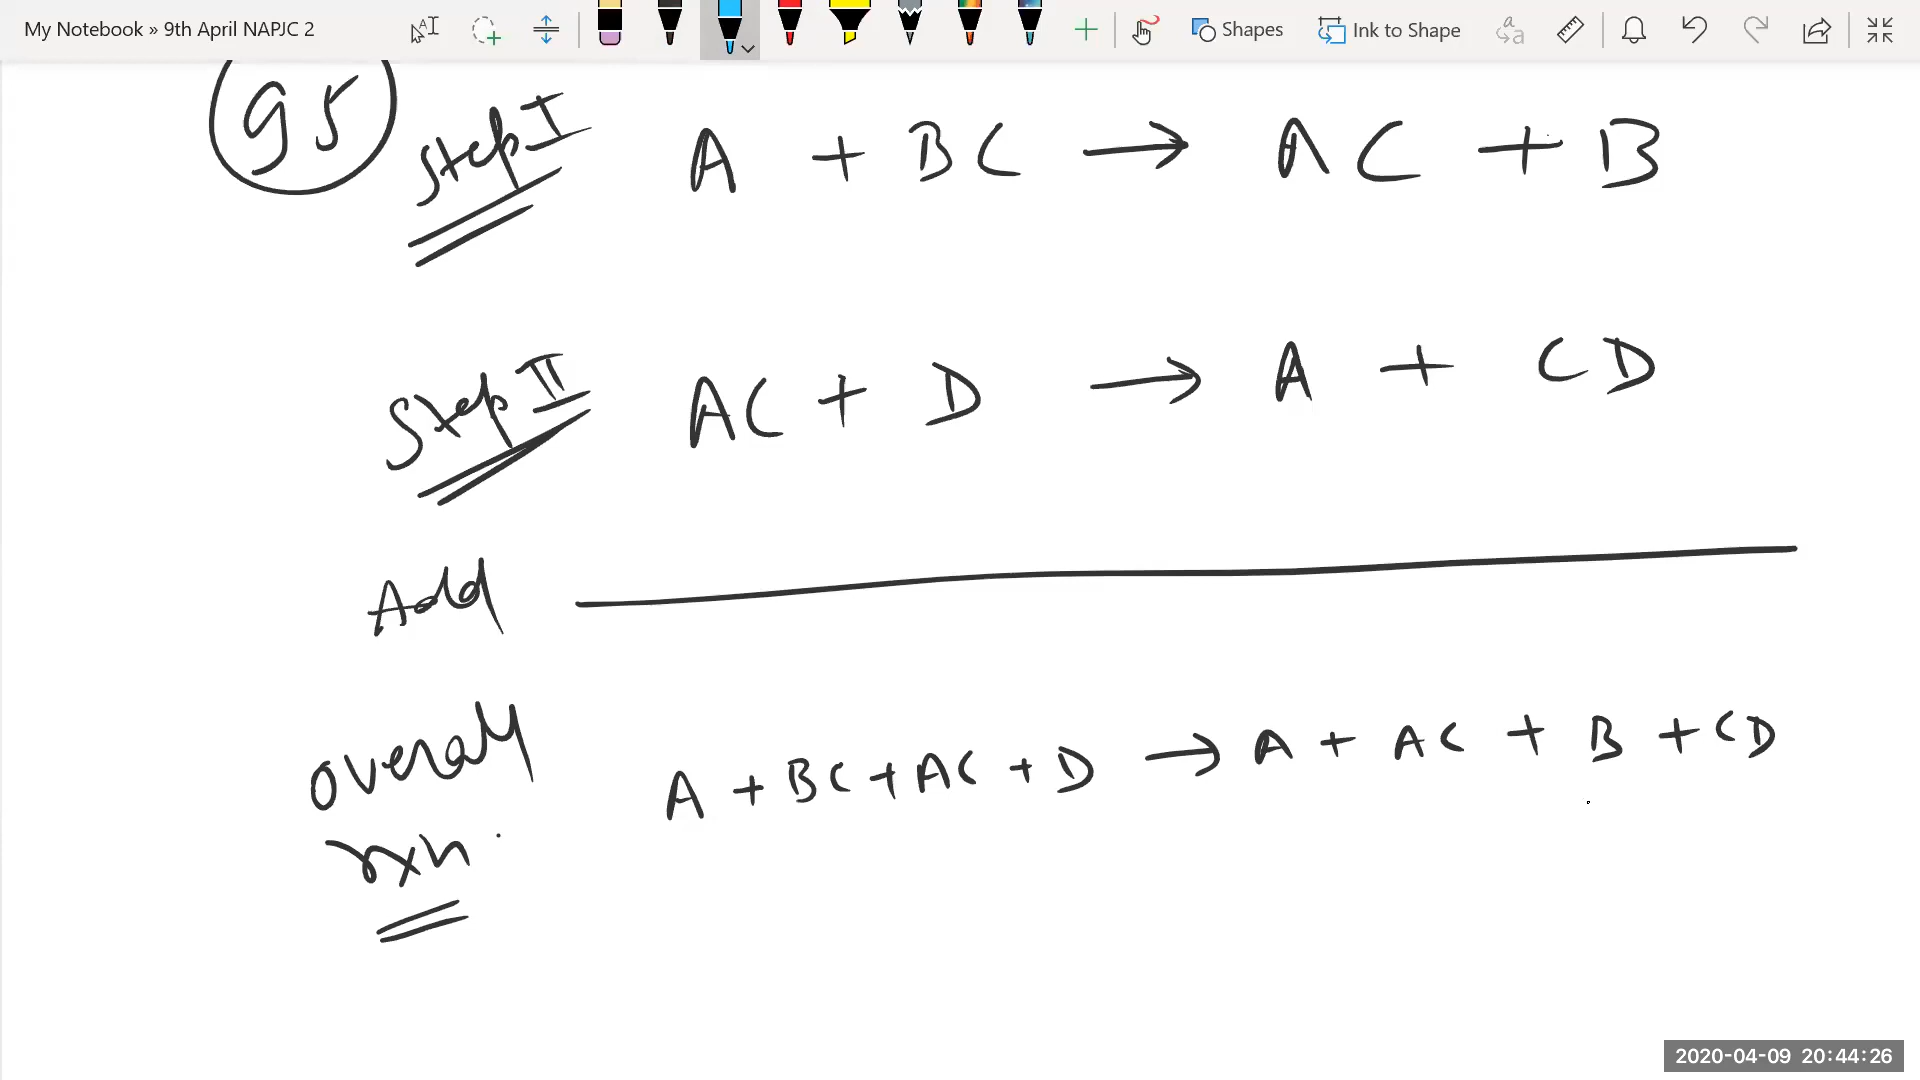 My Notebook » 9th April NAPJC 2
Shapes
Ink to Shape
95
Step I A + BC → AC + B
Step II AC + D → A + CD
Add
Overall rxn. A + BC + AC + D → A + AC + B + CD
2020-04-09 20:44:26